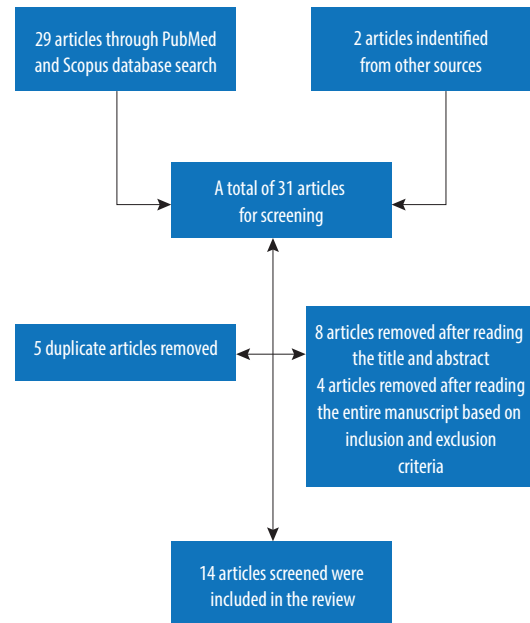 29 articles through PubMed
and Scopus database search
2 articles indentified
from other sources
A total of 31 articles
for screening
5 duplicate articles removed
8 articles removed after reading
the title and abstract
4 articles removed after reading
the entire manuscript based on
inclusion and exclusion
criteria
14 articles screened were
included in the review